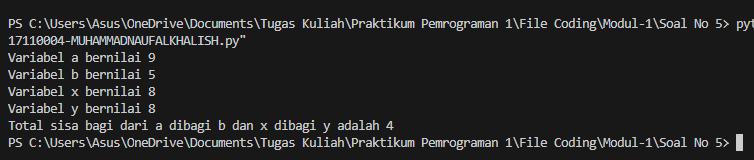 PS C:\Users\Asus\OneDrive\Documents\Tugas Kuliah\Praktikum Pemrograman 1\File Coding\Modul-1\Soal No 5> pyt
17110004-MUHAMMADNAUFALKHALISH.py"
Variabel a bernilai 9
Variabel b bernilai 5
Variabel x bernilai 8
Variabel y bernilai 8
Total sisa bagi dari a dibagi b dan x dibagi y adalah 4
PS C:\Users\Asus\OneDrive\Documents\Tugas Kuliah\Praktikum Pemrograman 1\File Coding\Modul-1\Soal No 5>